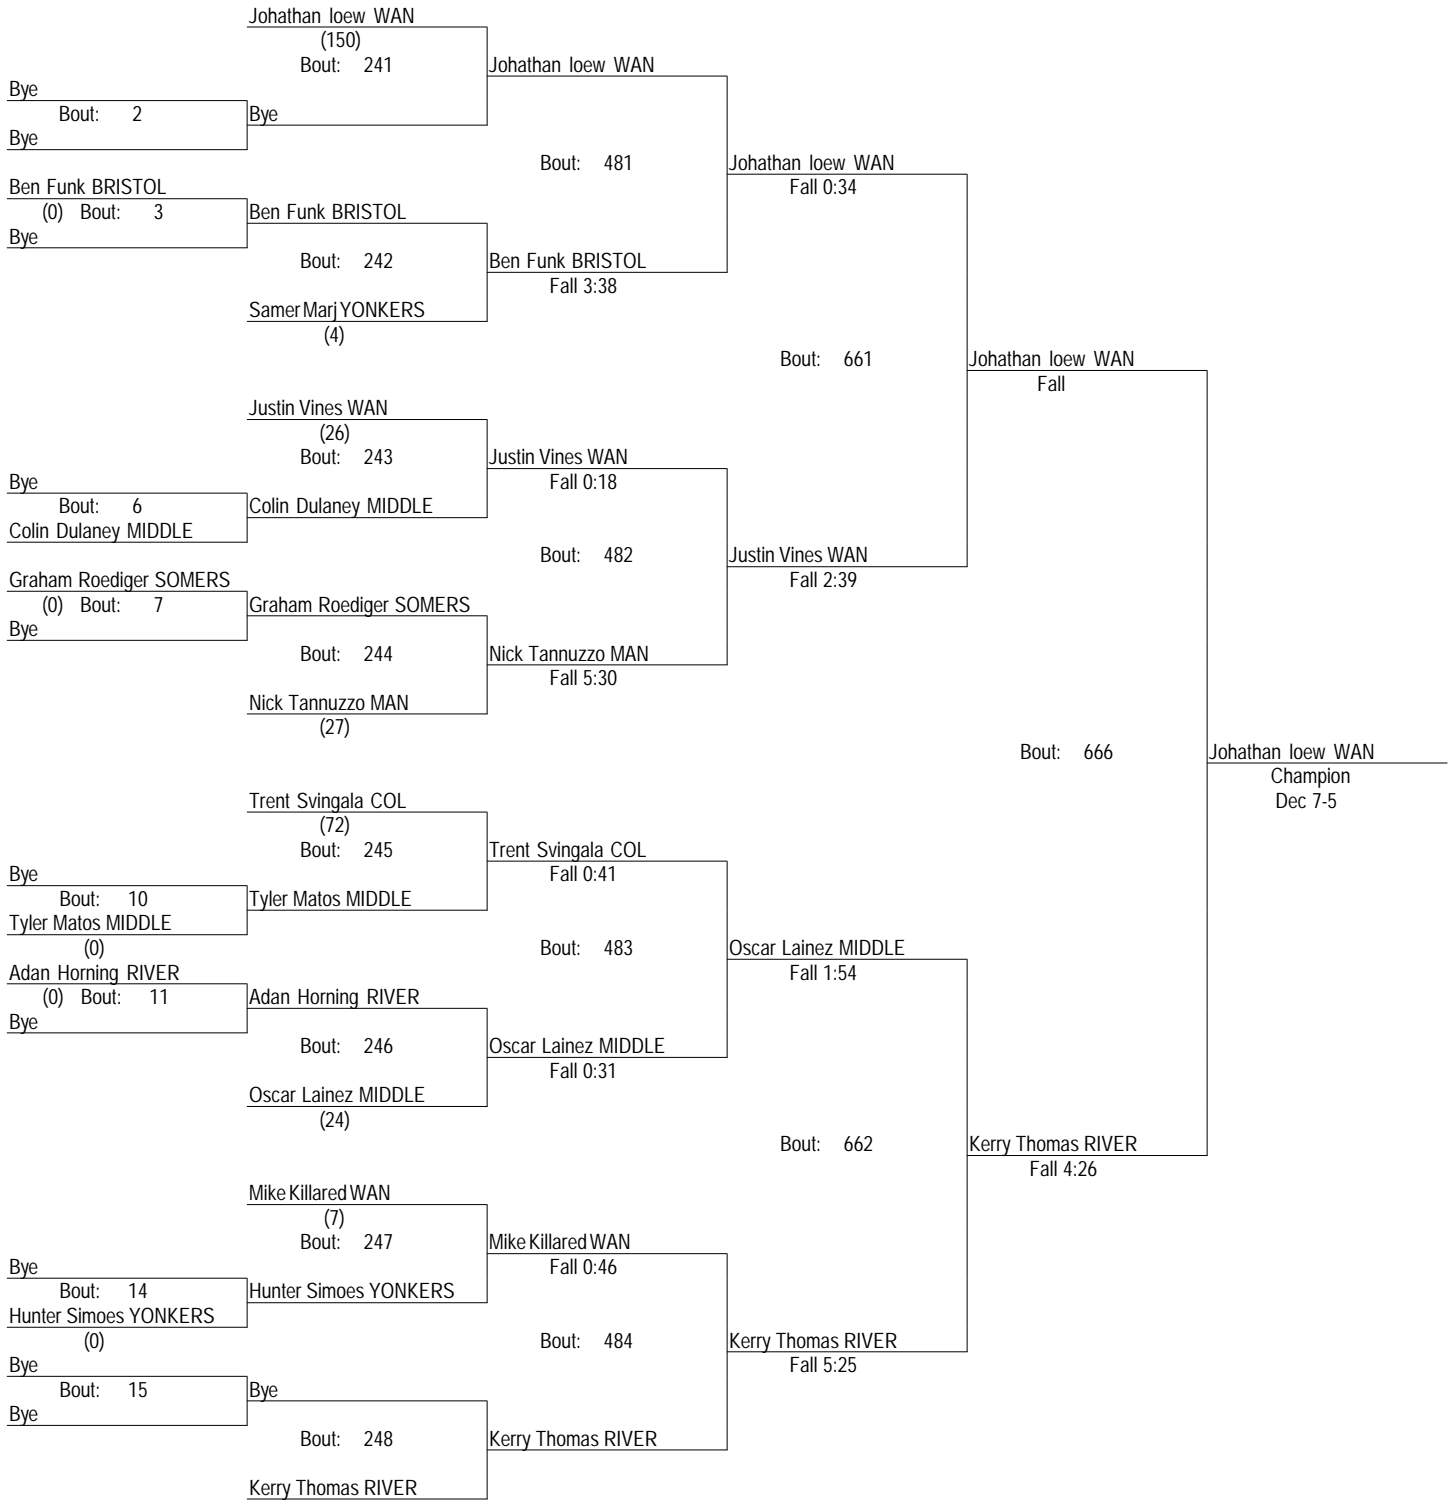 Johathan loew WAN
(150)
Bout: 241
Johathan loew WAN
Bye
Bout: 2
Bye
Bye
Bout: 481
Johathan loew WAN
Fall 0:34
Ben Funk BRISTOL
(0) Bout: 3
Ben Funk BRISTOL
Bye
Bout: 242
Ben Funk BRISTOL
Fall 3:38
Samer Marj YONKERS
(4)
Bout: 661
Johathan loew WAN
Fall
Justin Vines WAN
(26)
Bout: 243
Justin Vines WAN
Fall 0:18
Bye
Bout: 6
Colin Dulaney MIDDLE
Colin Dulaney MIDDLE
Bout: 482
Justin Vines WAN
Fall 2:39
Graham Roediger SOMERS
(0) Bout: 7
Graham Roediger SOMERS
Bye
Bout: 244
Nick Tannuzzo MAN
Fall 5:30
Nick Tannuzzo MAN
(27)
Bout: 666
Johathan loew WAN
Champion
Dec 7-5
Trent Svingala COL
(72)
Bout: 245
Trent Svingala COL
Fall 0:41
Bye
Bout: 10
Tyler Matos MIDDLE
Tyler Matos MIDDLE
(0)
Bout: 483
Oscar Lainez MIDDLE
Fall 1:54
Adan Horning RIVER
(0) Bout: 11
Adan Horning RIVER
Bye
Bout: 246
Oscar Lainez MIDDLE
Fall 0:31
Oscar Lainez MIDDLE
(24)
Bout: 662
Kerry Thomas RIVER
Fall 4:26
Mike Killared WAN
(7)
Bout: 247
Mike Killared WAN
Fall 0:46
Bye
Bout: 14
Hunter Simoes YONKERS
Hunter Simoes YONKERS
(0)
Bout: 484
Kerry Thomas RIVER
Fall 5:25
Bye
Bout: 15
Bye
Bye
Bout: 248
Kerry Thomas RIVER
Kerry Thomas RIVER